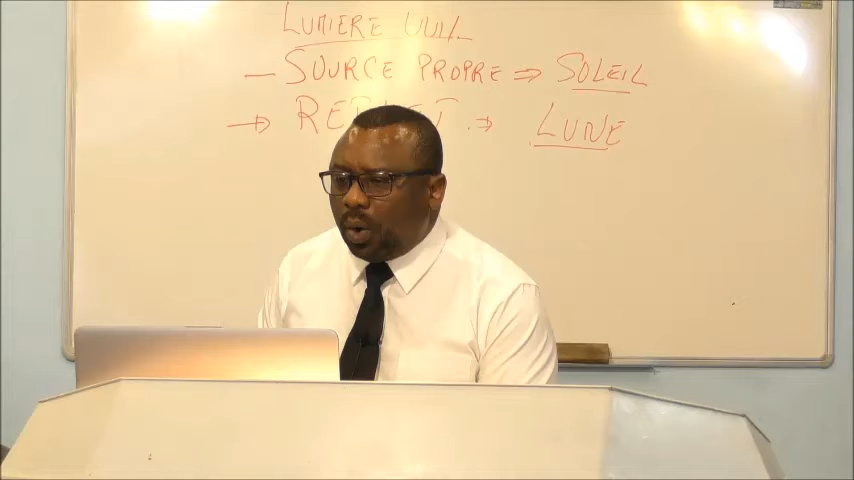 LUMIERE
— SOURCE PROPRE ⇒ SOLEIL
→ ⇒ LUNE